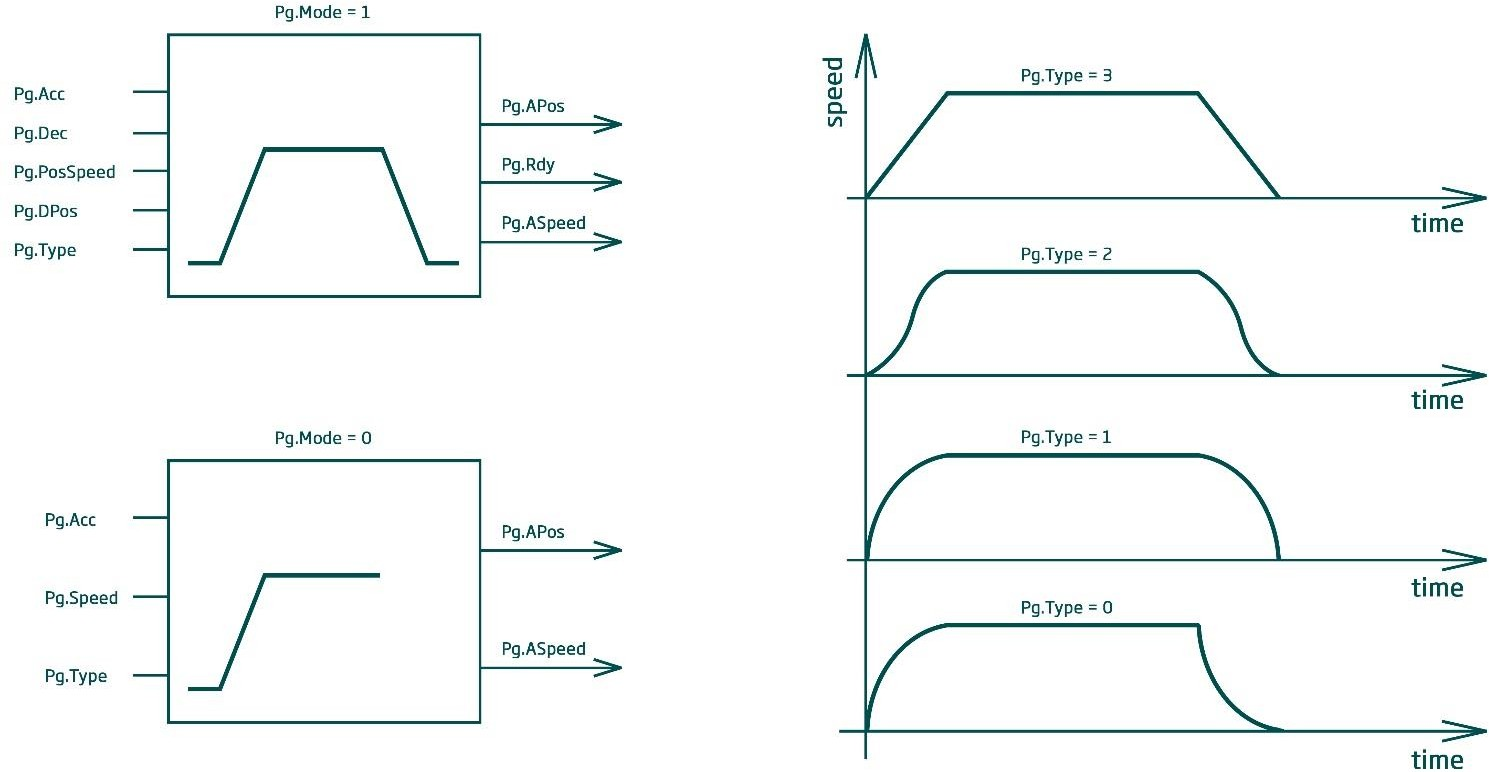 Pg.Mode = 1
Pg.Acc
Pg.Dec
Pg.PosSpeed
Pg.DPos
Pg.Type
Pg.APos
Pg.Rdy
Pg.ASpeed
Pg.Mode = 0
Pg.Acc
Pg.Speed
Pg.Type
Pg.APos
Pg.ASpeed
speed
Pg.Type = 3
time
Pg.Type = 2
time
Pg.Type = 1
time
Pg.Type = 0
time